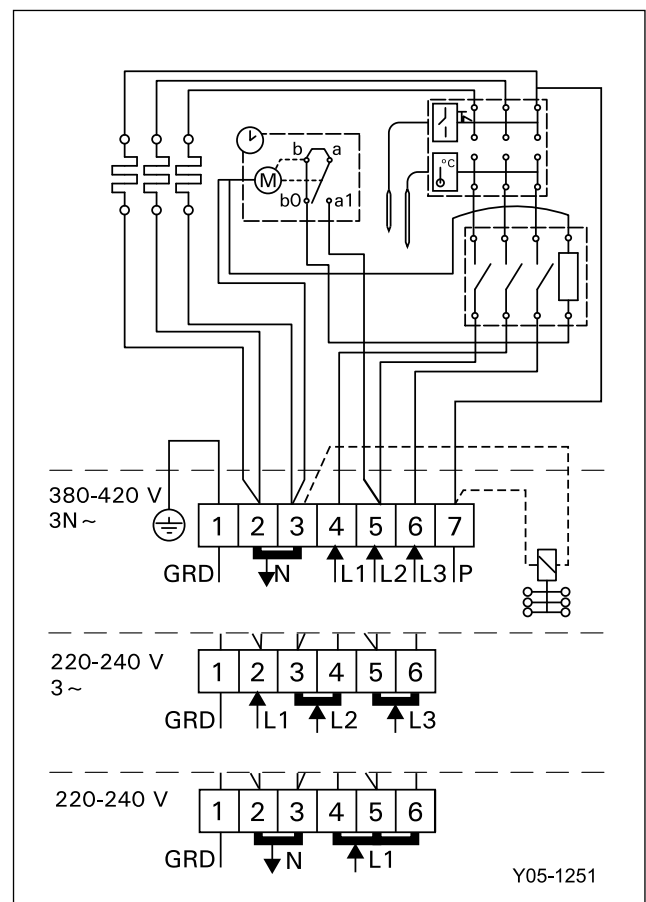 b a
M
b0 a1
°C
380-420 V
3N ~
1 2 3 4 5 6 7
GRD N L1 L2 L3 P
220-240 V
3 ~
1 2 3 4 5 6
GRD L1 L2 L3
220-240 V
1 2 3 4 5 6
GRD N L1
Y05-1251